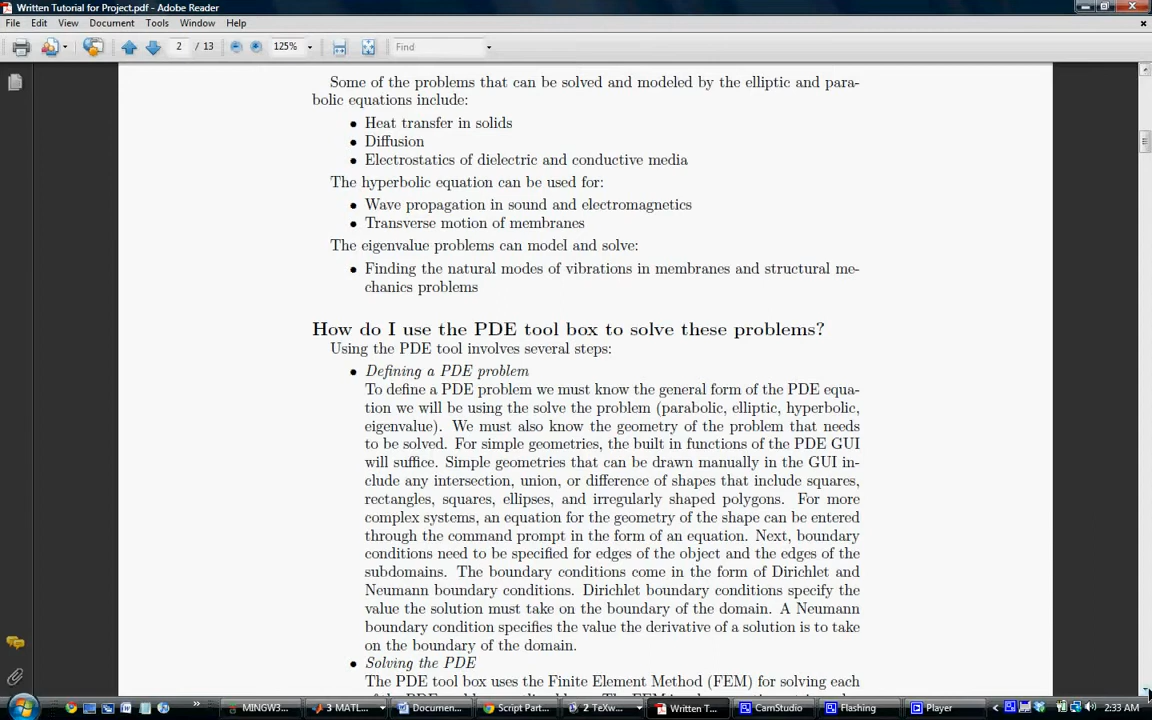 Written Tutorial for Project.pdf - Adobe Reader
File Edit View Document Tools Window Help
2 / 13 125% Find
Some of the problems that can be solved and modeled by the elliptic and para-
bolic equations include:
• Heat transfer in solids
• Diffusion
• Electrostatics of dielectric and conductive media
The hyperbolic equation can be used for:
• Wave propagation in sound and electromagnetics
• Transverse motion of membranes
The eigenvalue problems can model and solve:
• Finding the natural modes of vibrations in membranes and structural me-
chanics problems
How do I use the PDE tool box to solve these problems?
Using the PDE tool involves several steps:
• Defining a PDE problem
To define a PDE problem we must know the general form of the PDE equa-
tion we will be using the solve the problem (parabolic, elliptic, hyperbolic,
eigenvalue). We must also know the geometry of the problem that needs
to be solved. For simple geometries, the built in functions of the PDE GUI
will suffice. Simple geometries that can be drawn manually in the GUI in-
clude any intersection, union, or difference of shapes that include squares,
rectangles, squares, ellipses, and irregularly shaped polygons. For more
complex systems, an equation for the geometry of the shape can be entered
through the command prompt in the form of an equation. Next, boundary
conditions need to be specified for edges of the object and the edges of the
subdomains. The boundary conditions come in the form of Dirichlet and
Neumann boundary conditions. Dirichlet boundary conditions specify the
value the solution must take on the boundary of the domain. A Neumann
boundary condition specifies the value the derivative of a solution is to take
on the boundary of the domain.
• Solving the PDE
The PDE tool box uses the Finite Element Method (FEM) for solving each
MINGW3... 3 MATL... Document... Script Part... 2 TeXw... Written T... CamStudio Flashing Player 2:33 AM